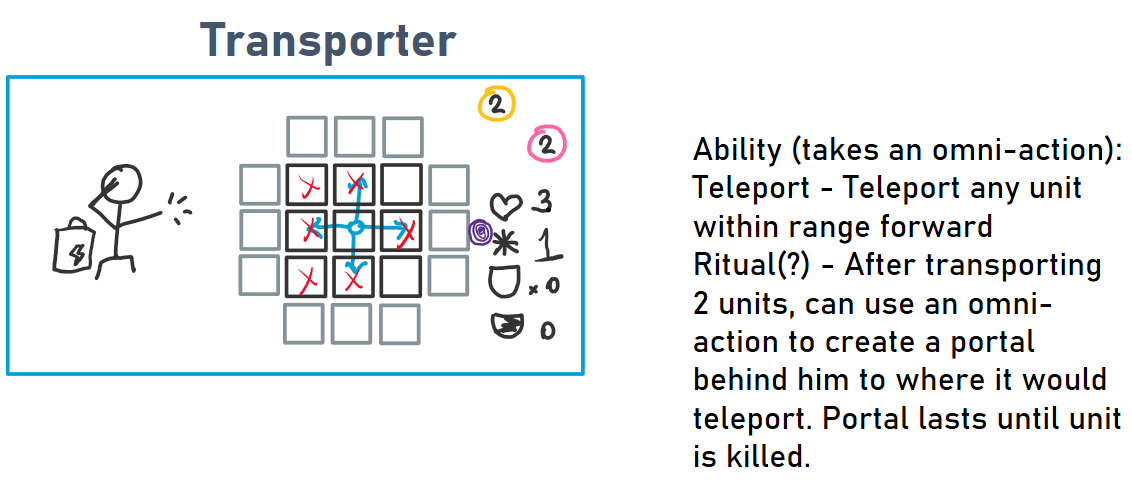 Transporter
2
2
3
1
x 0
0
Ability (takes an omni-action):
Teleport - Teleport any unit
within range forward
Ritual(?) - After transporting
2 units, can use an omni-
action to create a portal
behind him to where it would
teleport. Portal lasts until unit
is killed.